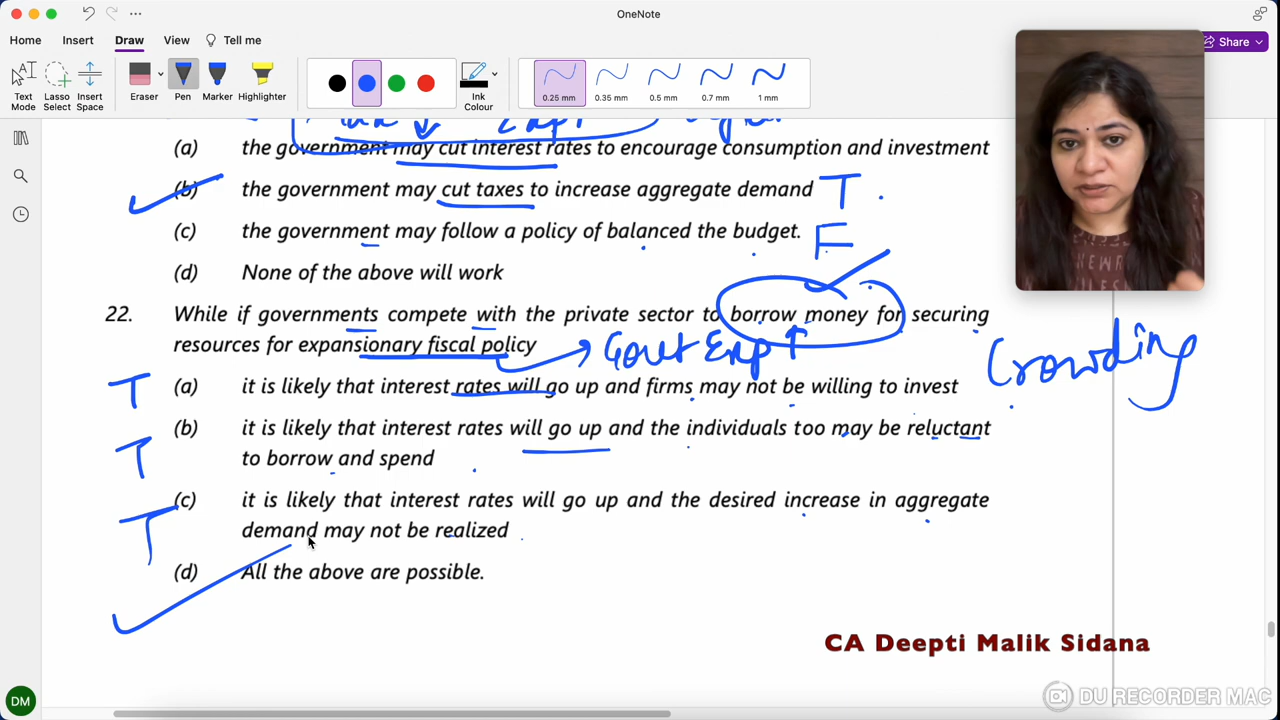 OneNote
Home Insert Draw View Tell me
Share
Text Mode
Lasso Select
Insert Space
Eraser
Pen
Marker
Highlighter
Ink Colour
0.25 mm 0.35 mm 0.5 mm 0.7 mm 1 mm
(a) the government may cut interest rates to encourage consumption and investment
(b) the government may cut taxes to increase aggregate demand T
(c) the government may follow a policy of balanced the budget. F
(d) None of the above will work
22. While if governments compete with the private sector to borrow money for securing
resources for expansionary fiscal policy Govt Exp ↑
Crowding
T (a) it is likely that interest rates will go up and firms may not be willing to invest
T (b) it is likely that interest rates will go up and the individuals too may be reluctant
to borrow and spend
T (c) it is likely that interest rates will go up and the desired increase in aggregate
demand may not be realized
(d) All the above are possible.
CA Deepti Malik Sidana
DM
DU RECORDER MAC